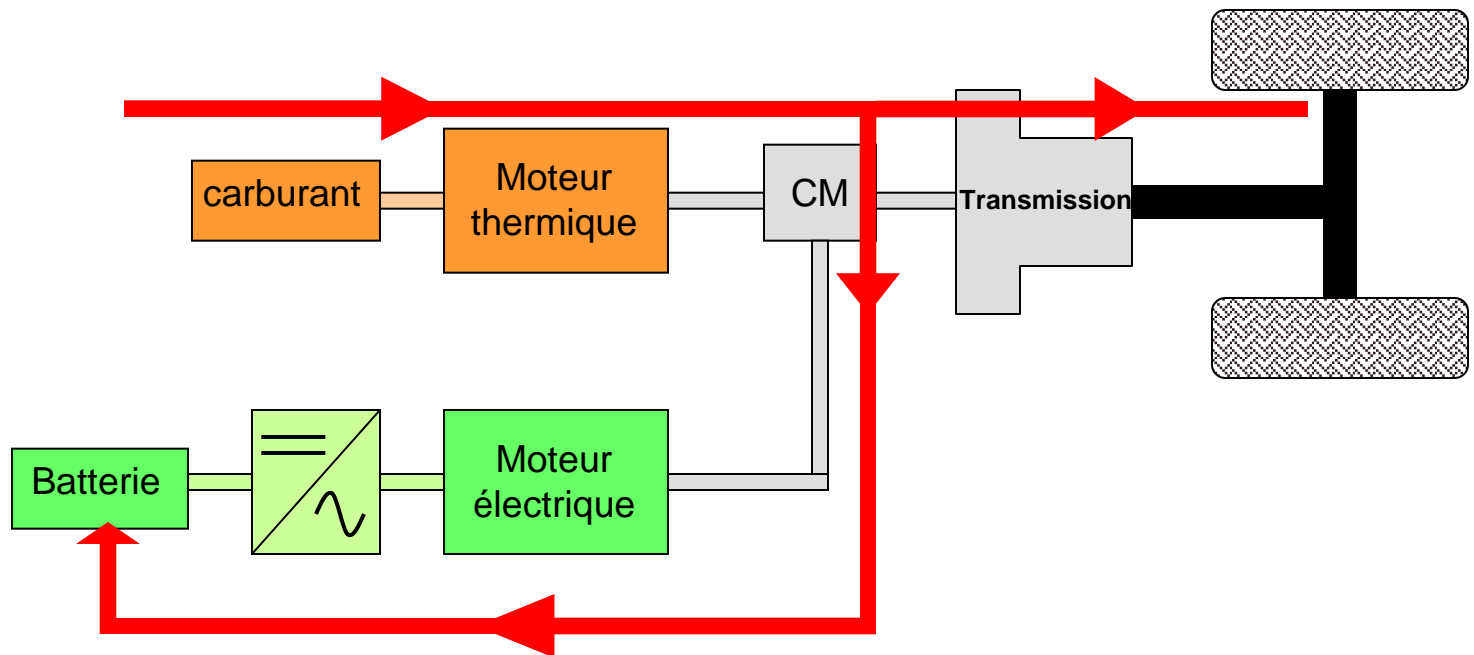 carburant
Moteur
thermique
CM
Transmission
Batterie
Moteur
électrique